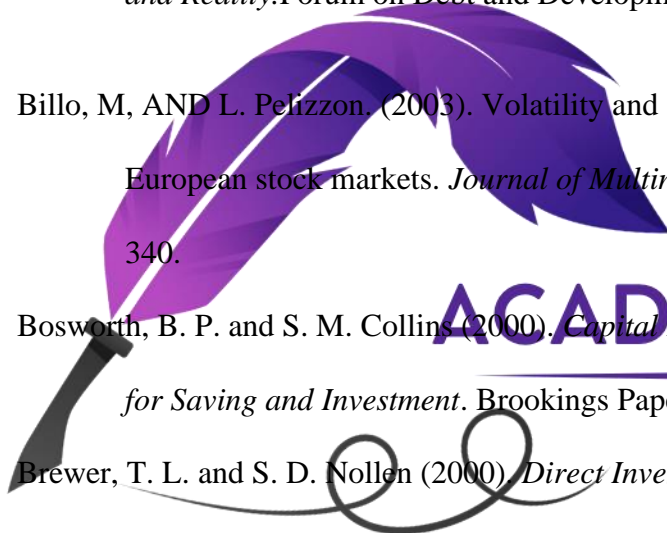 and Reality.Forum on Debt and Developm
Billo, M, AND L. Pelizzon. (2003). Volatility and
European stock markets. Journal of Multin
340.
ACAD
Bosworth, B. P. and S. M. Collins (2000). Capital
for Saving and Investment. Brookings Pape
Brewer, T. L. and S. D. Nollen (2000). Direct Inve